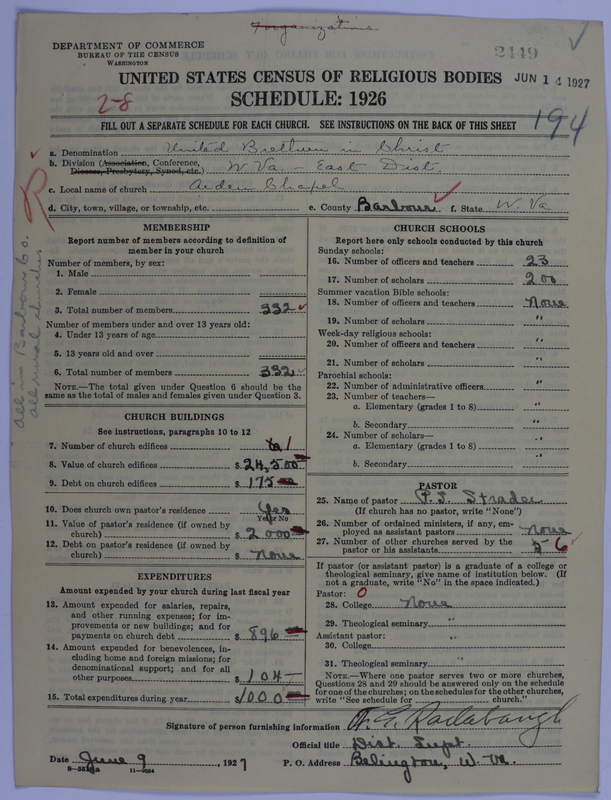 7 organizations
DEPARTMENT OF COMMERCE
BUREAU OF THE CENSUS
WASHINGTON
2449
UNITED STATES CENSUS OF RELIGIOUS BODIES JUN 14 1927
2-8
SCHEDULE: 1926
194
FILL OUT A SEPARATE SCHEDULE FOR EACH CHURCH. SEE INSTRUCTIONS ON THE BACK OF THIS SHEET
a. Denomination United Brethren in Christ
b. Division (Association, Conference, Diocese, Presbytery, Synod, etc.) W. Va. - East Dist.
c. Local name of church Arden Chapel
d. City, town, village, or township, etc. e. County Barbour f. State W. Va
R
all in Barbour Co.
all rural churches
MEMBERSHIP
Report number of members according to definition of
member in your church
Number of members, by sex:
1. Male
2. Female
3. Total number of members 332
Number of members under and over 13 years old:
4. Under 13 years of age
5. 13 years old and over
6. Total number of members 332
NOTE.—The total given under Question 6 should be the
same as the total of males and females given under Question 3.
CHURCH BUILDINGS
See instructions, paragraphs 10 to 12
7. Number of church edifices 1
8. Value of church edifices $ 24,500
9. Debt on church edifices $ 175
10. Does church own pastor's residence Yes
Yes or No
11. Value of pastor's residence (if owned by
church) $ 2000
12. Debt on pastor's residence (if owned by
church) $ None
EXPENDITURES
Amount expended by your church during last fiscal year
13. Amount expended for salaries, repairs,
and other running expenses; for im-
provements or new buildings; and for
payments on church debt $ 896
14. Amount expended for benevolences, in-
cluding home and foreign missions; for
denominational support; and for all
other purposes $ 104-
15. Total expenditures during year $ 1000
CHURCH SCHOOLS
Report here only schools conducted by this church
Sunday schools:
16. Number of officers and teachers 23
17. Number of scholars 200
Summer vacation Bible schools:
18. Number of officers and teachers None
19. Number of scholars "
Week-day religious schools:
20. Number of officers and teachers "
21. Number of scholars "
Parochial schools:
22. Number of administrative officers "
23. Number of teachers—
a. Elementary (grades 1 to 8) "
b. Secondary "
24. Number of scholars—
a. Elementary (grades 1 to 8) "
b. Secondary "
PASTOR
25. Name of pastor Strader
(If church has no pastor, write "None")
26. Number of ordained ministers, if any, em-
ployed as assistant pastors None
27. Number of other churches served by the
pastor or his assistants 6
If pastor (or assistant pastor) is a graduate of a college or
theological seminary, give name of institution below. (If
not a graduate, write "No" in the space indicated.)
Pastor: 0
28. College None
29. Theological seminary "
Assistant pastor:
30. College "
31. Theological seminary "
NOTE.—Where one pastor serves two or more churches,
Questions 28 and 29 should be answered only on the schedule
for one of the churches; on the schedules for the other churches,
write "See schedule for church."
Signature of person furnishing information Radabaugh
Official title Dist. Supt.
Date June 9, 1927 P. O. Address Belington, W. Va.